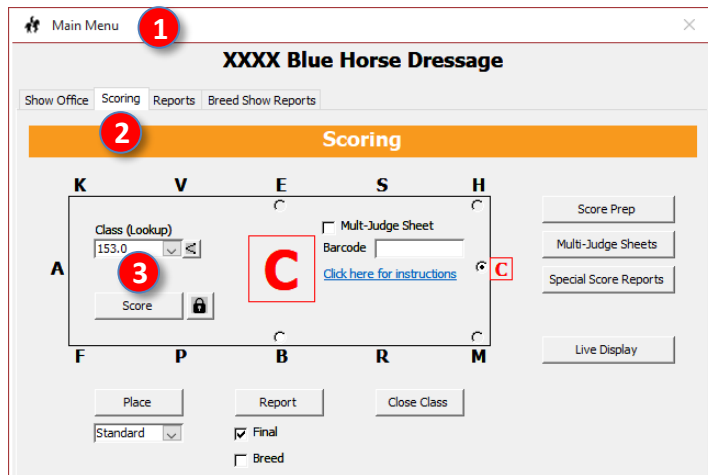 Main Menu
1
XXXX Blue Horse Dressage
Show Office Scoring Reports Breed Show Reports
2
Scoring
K V E S H
Class (Lookup)
153.0 <
3
Score
Mult-Judge Sheet
Barcode
Click here for instructions
A
C
C
F P B R M
Score Prep
Multi-Judge Sheets
Special Score Reports
Live Display
Place Report Close Class
Standard
Final
Breed